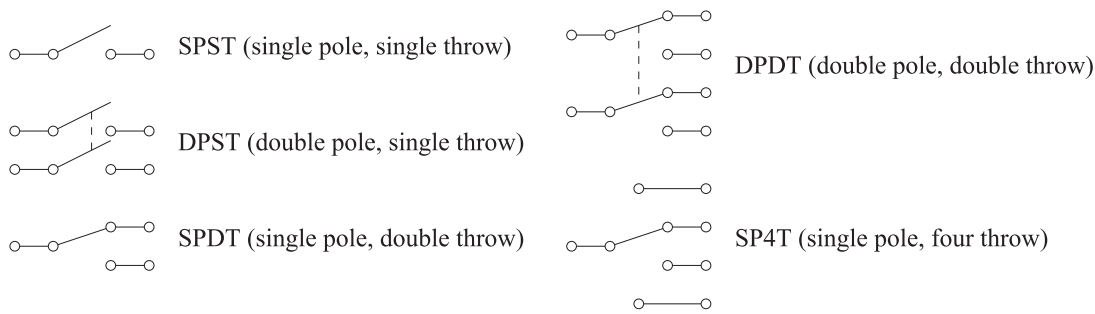 SPST (single pole, single throw)
DPST (double pole, single throw)
SPDT (single pole, double throw)
DPDT (double pole, double throw)
SP4T (single pole, four throw)